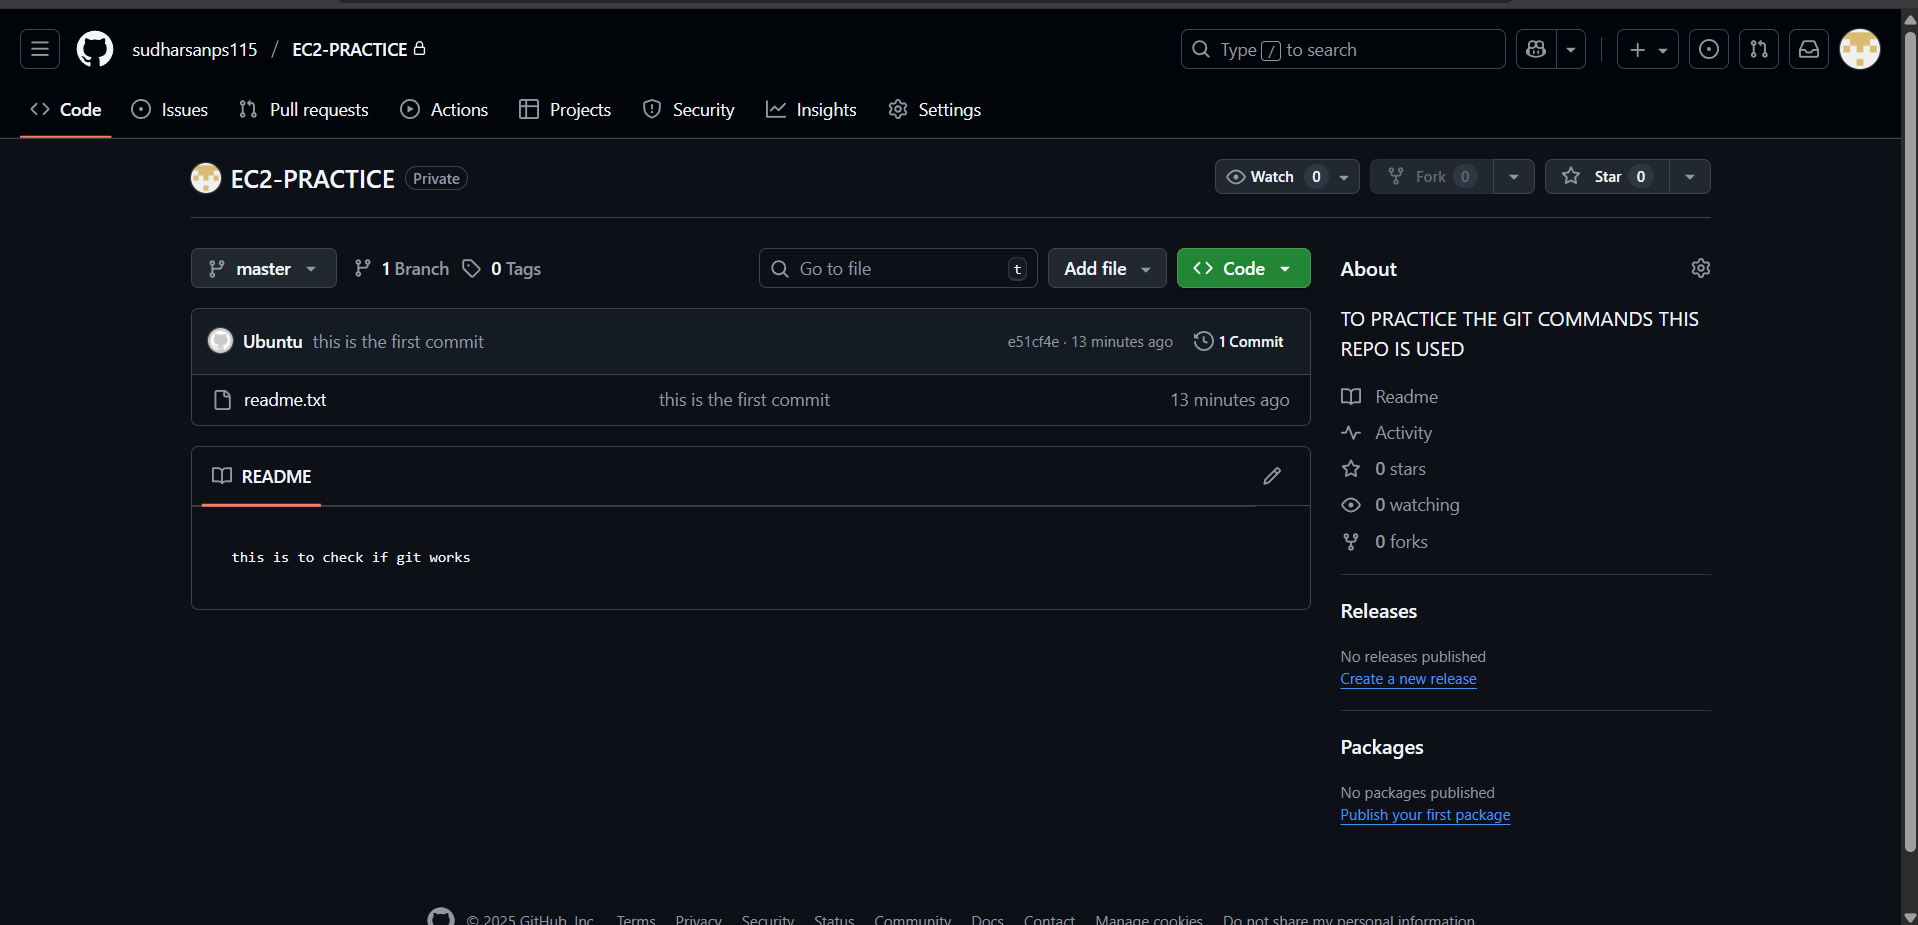 sudharsanps115 / EC2-PRACTICE
Type / to search
Code Issues Pull requests Actions Projects Security Insights Settings
EC2-PRACTICE Private
Watch 0 Fork 0 Star 0
master 1 Branch 0 Tags Go to file t Add file Code
Ubuntu this is the first commit e51cf4e · 13 minutes ago 1 Commit
readme.txt this is the first commit 13 minutes ago
README
this is to check if git works
About
TO PRACTICE THE GIT COMMANDS THIS
REPO IS USED
Readme
Activity
0 stars
0 watching
0 forks
Releases
No releases published
Create a new release
Packages
No packages published
Publish your first package
© 2025 GitHub, Inc. Terms Privacy Security Status Community Docs Contact Manage cookies Do not share my personal information